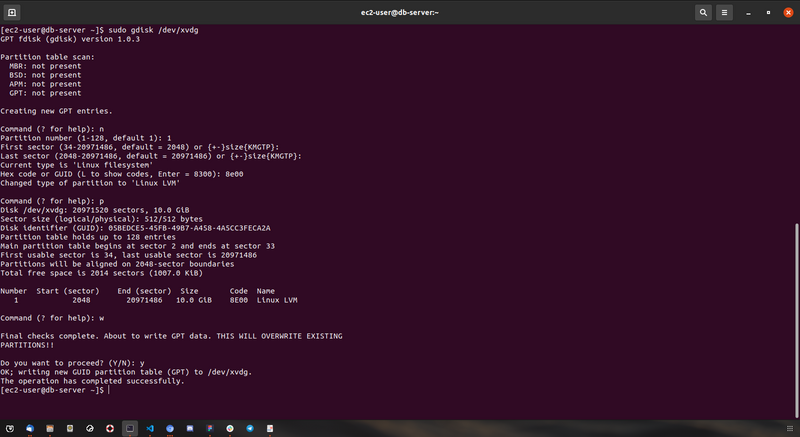 ec2-user@db-server:~
[ec2-user@db-server ~]$ sudo gdisk /dev/xvdg
GPT fdisk (gdisk) version 1.0.3
Partition table scan:
MBR: not present
BSD: not present
APM: not present
GPT: not present
Creating new GPT entries.
Command (? for help): n
Partition number (1-128, default 1): 1
First sector (34-20971486, default = 2048) or {+-}size{KMGTP}:
Last sector (2048-20971486, default = 20971486) or {+-}size{KMGTP}:
Current type is 'Linux filesystem'
Hex code or GUID (L to show codes, Enter = 8300): 8e00
Changed type of partition to 'Linux LVM'
Command (? for help): p
Disk /dev/xvdg: 20971520 sectors, 10.0 GiB
Sector size (logical/physical): 512/512 bytes
Disk identifier (GUID): 05BEDCE5-45FB-49B7-A458-4A5CC3FECA2A
Partition table holds up to 128 entries
Main partition table begins at sector 2 and ends at sector 33
First usable sector is 34, last usable sector is 20971486
Partitions will be aligned on 2048-sector boundaries
Total free space is 2014 sectors (1007.0 KiB)
Number  Start (sector)    End (sector)  Size       Code  Name
1            2048        20971486   10.0 GiB    8E00  Linux LVM
Command (? for help): w
Final checks complete. About to write GPT data. THIS WILL OVERWRITE EXISTING
PARTITIONS!!
Do you want to proceed? (Y/N): y
OK; writing new GUID partition table (GPT) to /dev/xvdg.
The operation has completed successfully.
[ec2-user@db-server ~]$